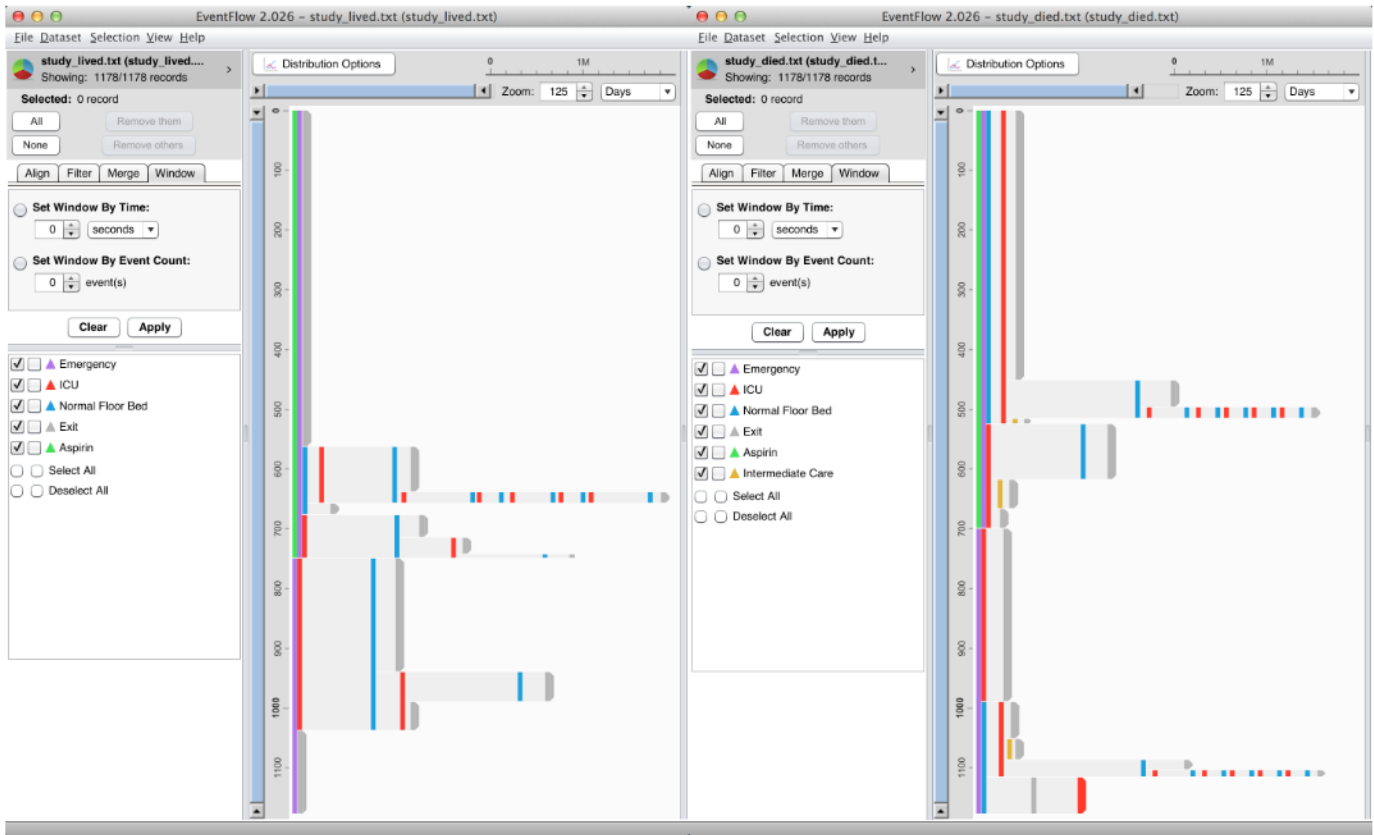 EventFlow 2.026 – study_lived.txt (study_lived.txt)
File Dataset Selection View Help
study_lived.txt (study_lived....
Showing: 1178/1178 records
>
Selected: 0 record
All
Remove them
None
Remove others
Align
Filter
Merge
Window
Set Window By Time:
0
seconds
Set Window By Event Count:
0
event(s)
Clear
Apply
Emergency
ICU
Normal Floor Bed
Exit
Aspirin
Select All
Deselect All
Distribution Options
0
1M
Zoom:
125
Days
0
100
200
300
400
500
600
700
800
900
1000
1100
EventFlow 2.026 – study_died.txt (study_died.txt)
File Dataset Selection View Help
study_died.txt (study_died.t...
Showing: 1178/1178 records
>
Selected: 0 record
All
Remove them
None
Remove others
Align
Filter
Merge
Window
Set Window By Time:
0
seconds
Set Window By Event Count:
0
event(s)
Clear
Apply
Emergency
ICU
Normal Floor Bed
Exit
Aspirin
Intermediate Care
Select All
Deselect All
Distribution Options
0
1M
Zoom:
125
Days
0
100
200
300
400
500
600
700
800
900
1000
1100